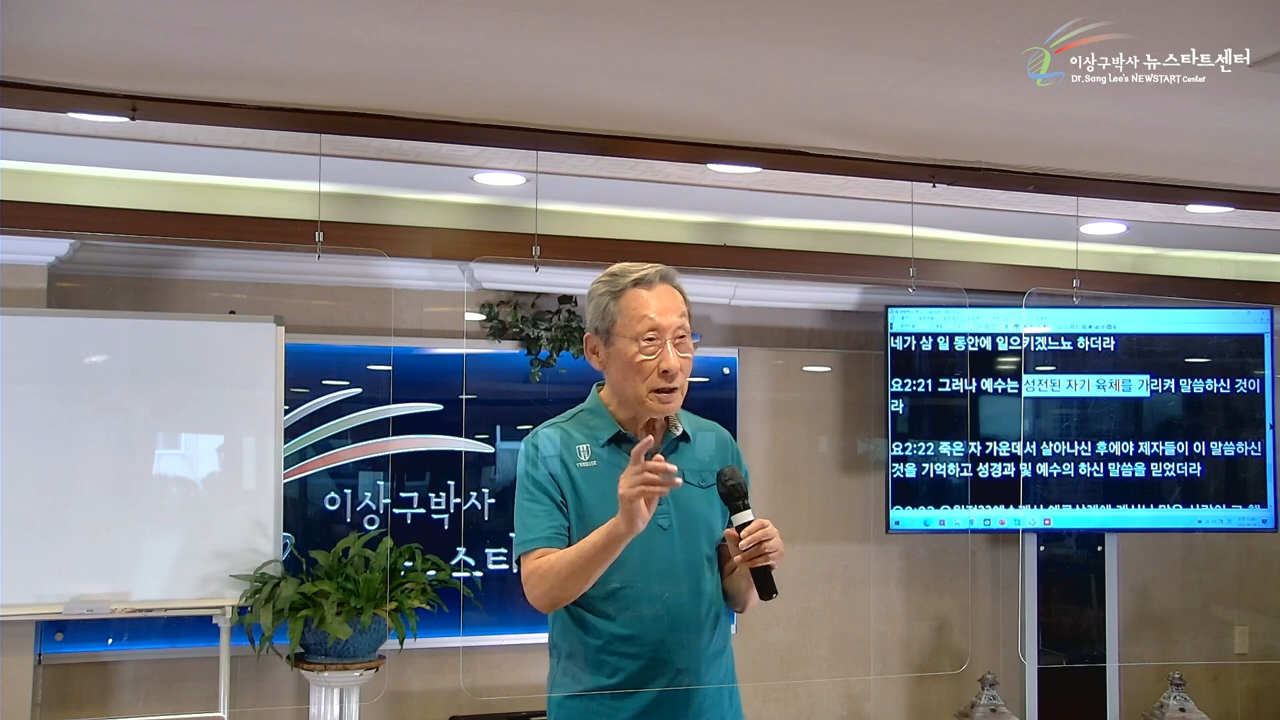 이상구박사 뉴스타트센터
Dr. Sang Lee's NEWSTART Center
네가 삼 일 동안에 일으키겠느뇨 하더라
요2:21 그러나 예수는 성전된 자기 육체를 가리켜 말씀하신 것이
라
요2:22 죽은 자 가운데서 살아나신 후에야 제자들이 이 말씀하신
것을 기억하고 성경과 및 예수의 하신 말씀을 믿었더라
이상구박사
스타